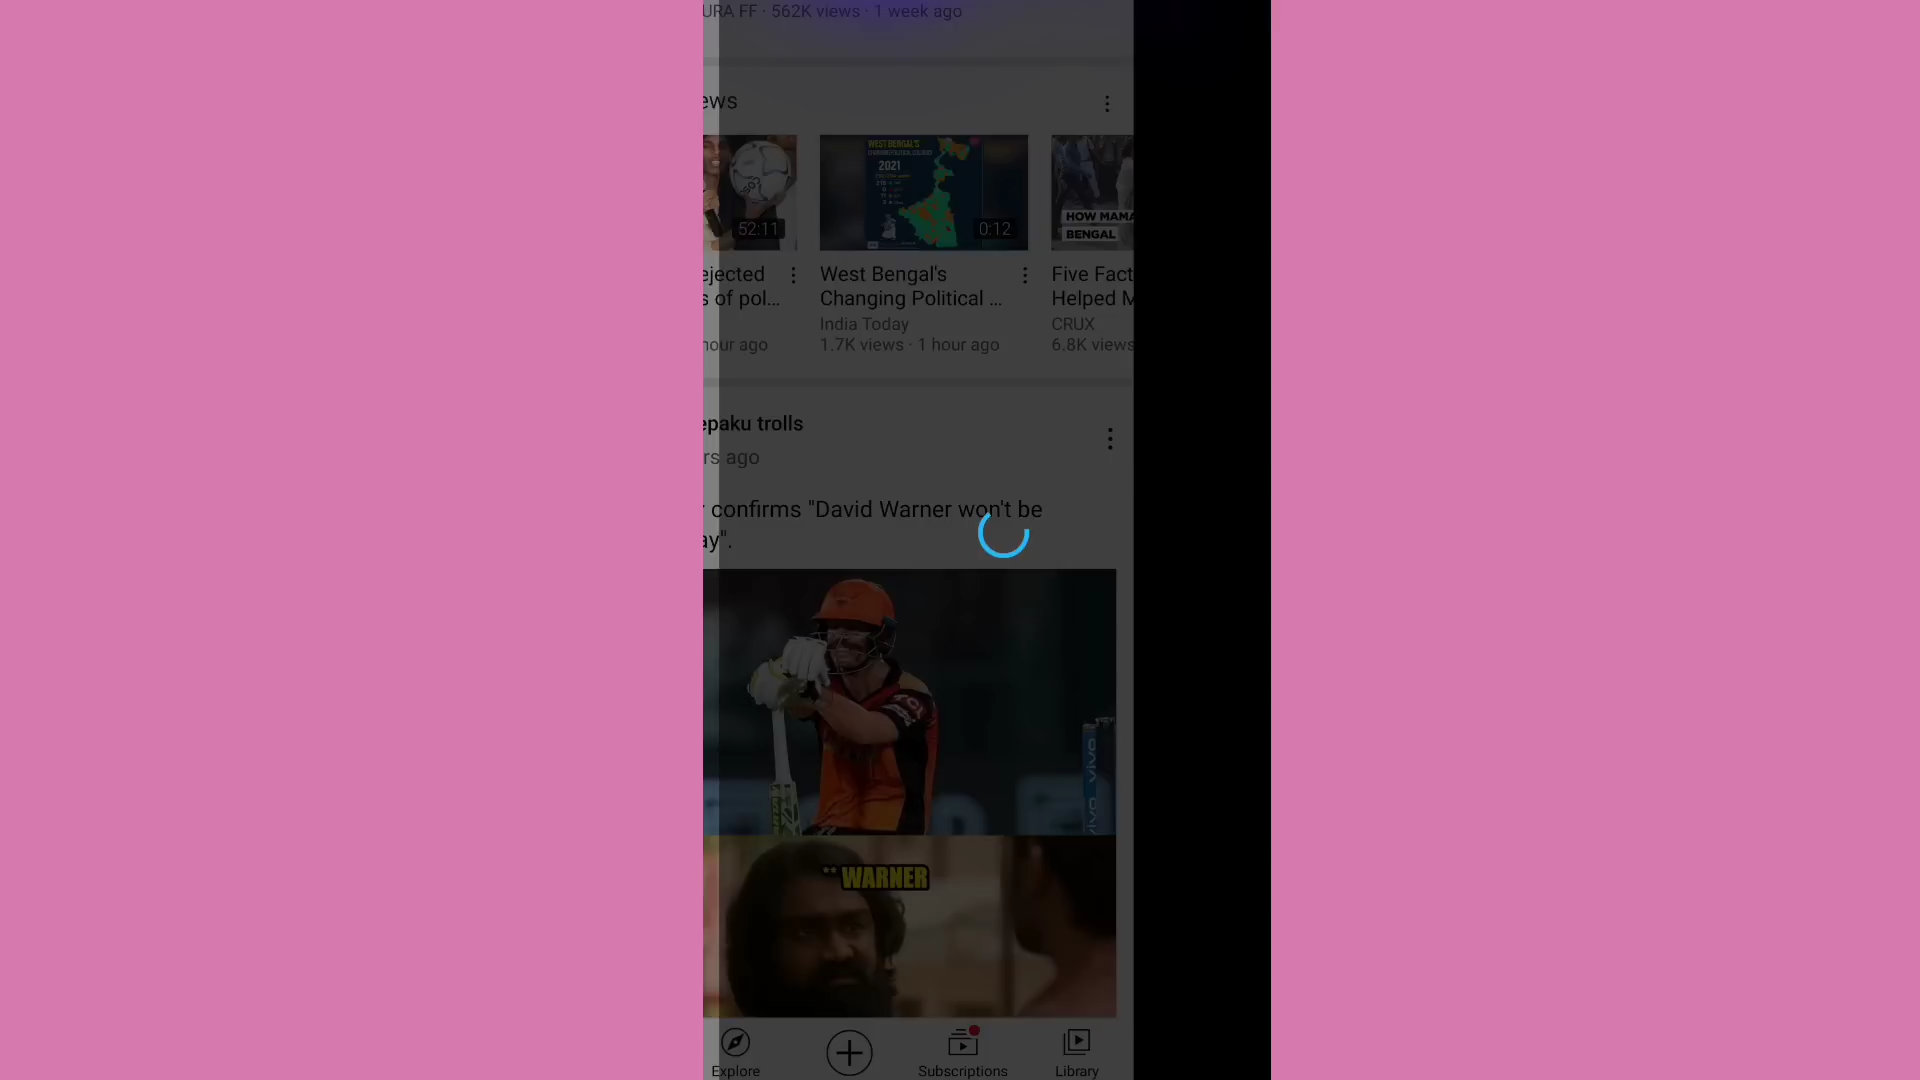 URA FF · 562K views · 1 week ago
ews
WEST BENGAL'S
2021
52:11
0:12
HOW MAMA
BENGAL
ejected
s of pol...
hour ago
West Bengal's
Changing Political ...
India Today
1.7K views · 1 hour ago
Five Fact
Helped M
CRUX
6.8K views
epaku trolls
rs ago
r confirms "David Warner won't be
ay".
vivo
vivo
** WARNER
Explore
Subscriptions
Library